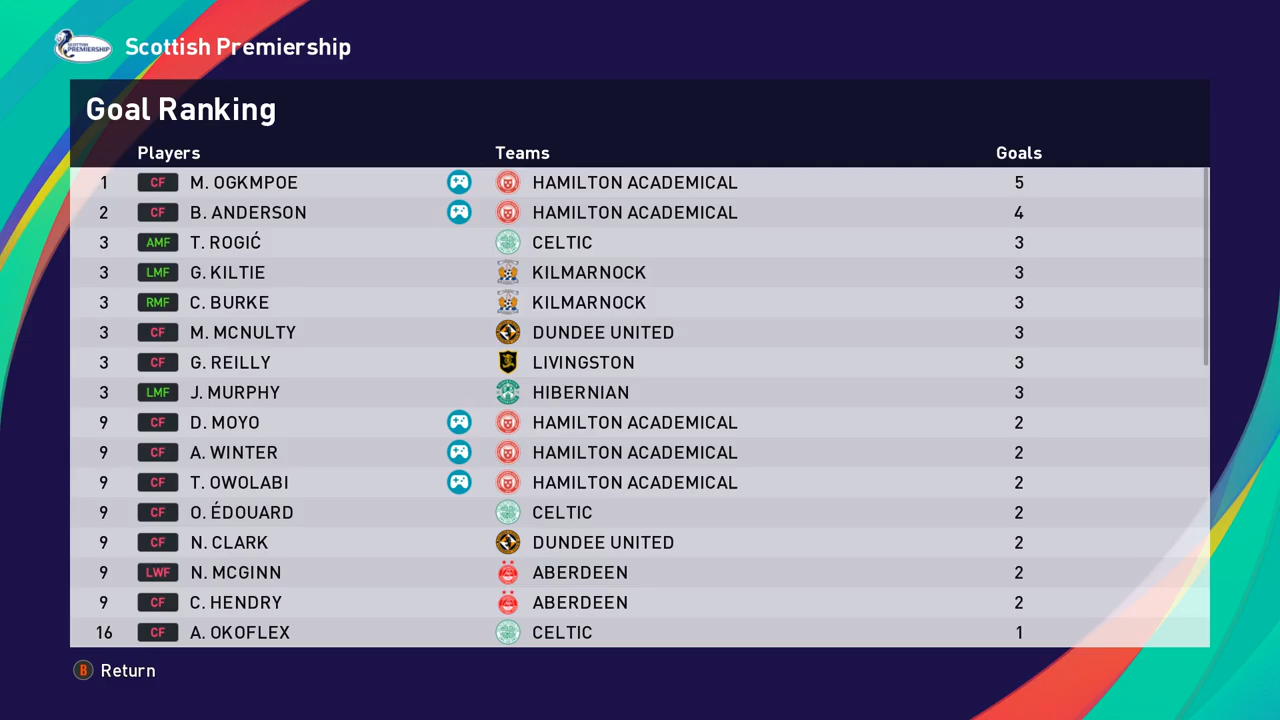 SCOTTISH PREMIERSHIP Scottish Premiership
Goal Ranking
Players Teams Goals
1 CF M. OGKMPOE HAMILTON ACADEMICAL 5
2 CF B. ANDERSON HAMILTON ACADEMICAL 4
3 AMF T. ROGIĆ CELTIC 3
3 LMF G. KILTIE KILMARNOCK 3
3 RMF C. BURKE KILMARNOCK 3
3 CF M. MCNULTY DUNDEE UNITED 3
3 CF G. REILLY LIVINGSTON 3
3 LMF J. MURPHY HIBERNIAN 3
9 CF D. MOYO HAMILTON ACADEMICAL 2
9 CF A. WINTER HAMILTON ACADEMICAL 2
9 CF T. OWOLABI HAMILTON ACADEMICAL 2
9 CF O. ÉDOUARD CELTIC 2
9 CF N. CLARK DUNDEE UNITED 2
9 LWF N. MCGINN ABERDEEN 2
9 CF C. HENDRY ABERDEEN 2
16 CF A. OKOFLEX CELTIC 1
B Return